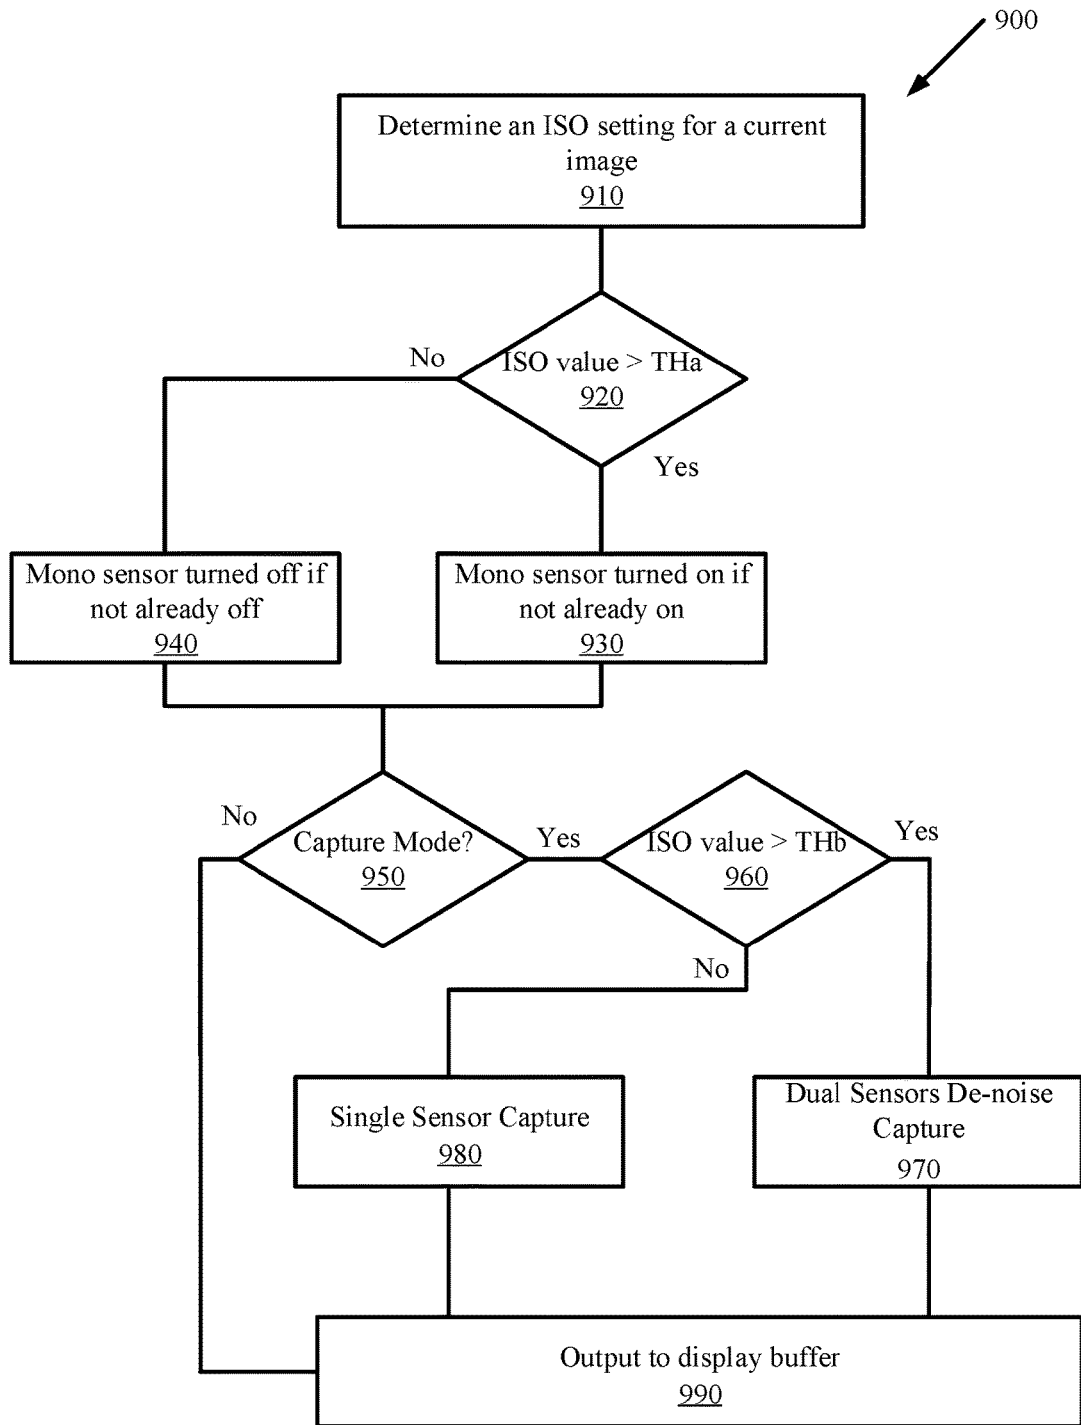 900
Determine an ISO setting for a current
image
910
No
ISO value > THa
920
Yes
Mono sensor turned off if
not already off
940
Mono sensor turned on if
not already on
930
No
Capture Mode?
950
Yes
ISO value > THb
960
Yes
No
Single Sensor Capture
980
Dual Sensors De-noise
Capture
970
Output to display buffer
990